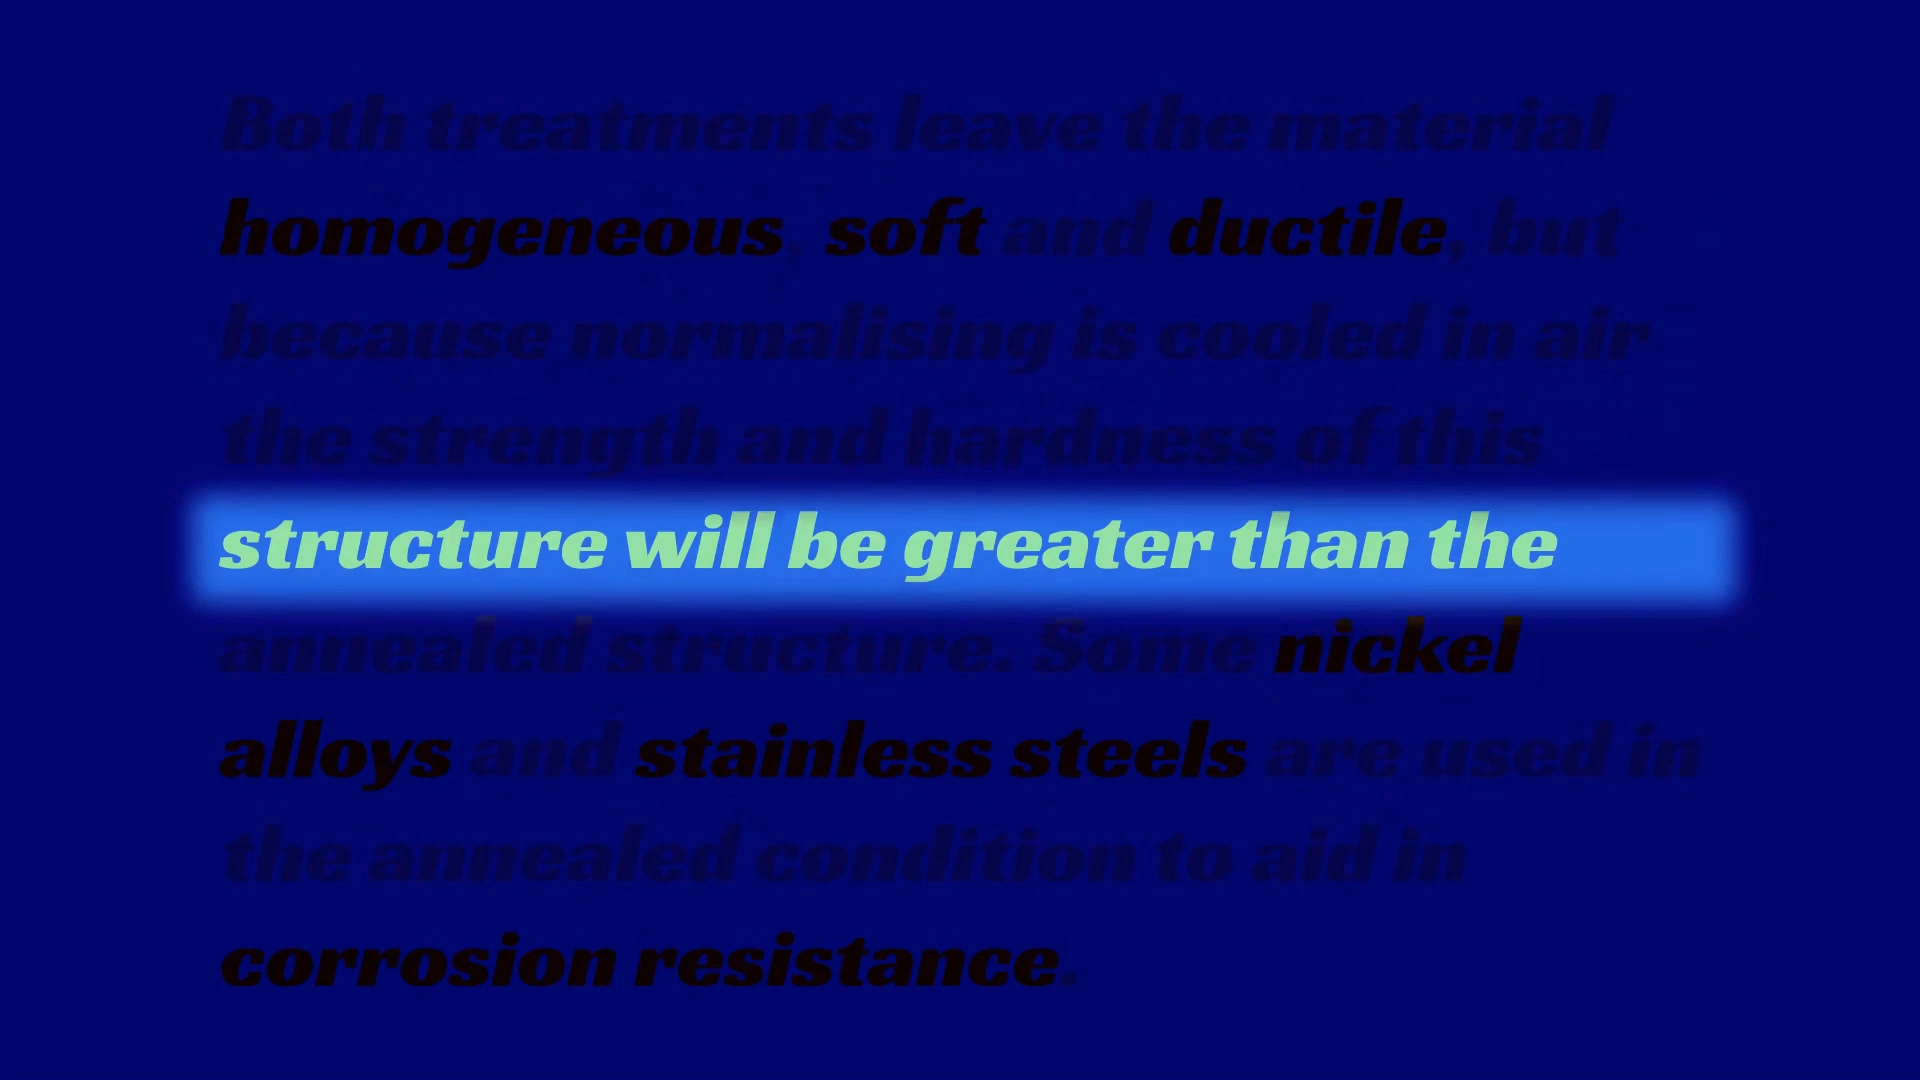 Both treatments leave the material
homogeneous, soft and ductile, but
because normalising is cooled in air
the strength and hardness of this
structure will be greater than the
annealed structure. Some nickel
alloys and stainless steels are used in
the annealed condition to aid in
corrosion resistance.